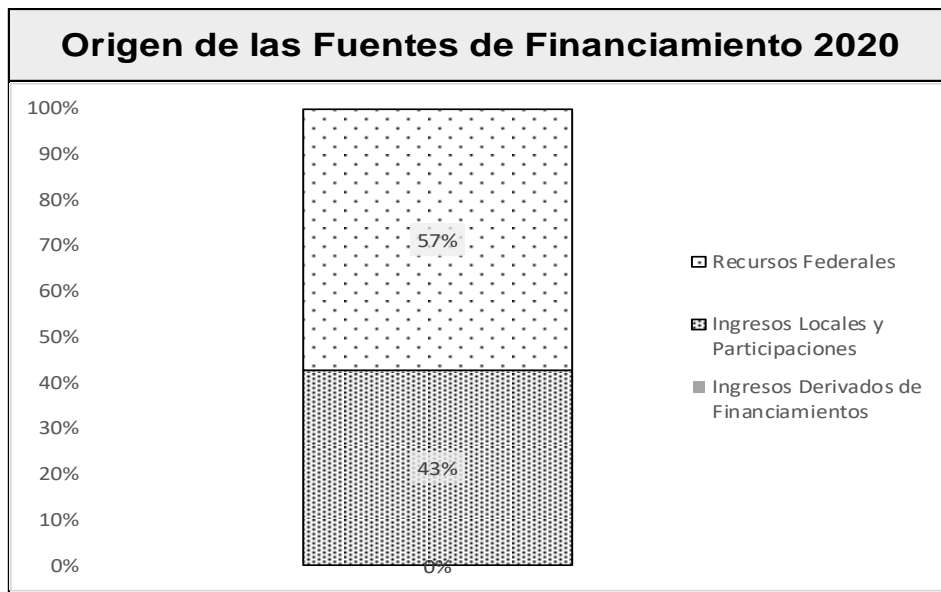 Origen de las Fuentes de Financiamiento 2020
100%
90%
80%
70%
60%
50%
40%
30%
20%
10%
0%
57%
43%
0%
Recursos Federales
Ingresos Locales y
Participaciones
Ingresos Derivados de
Financiamientos